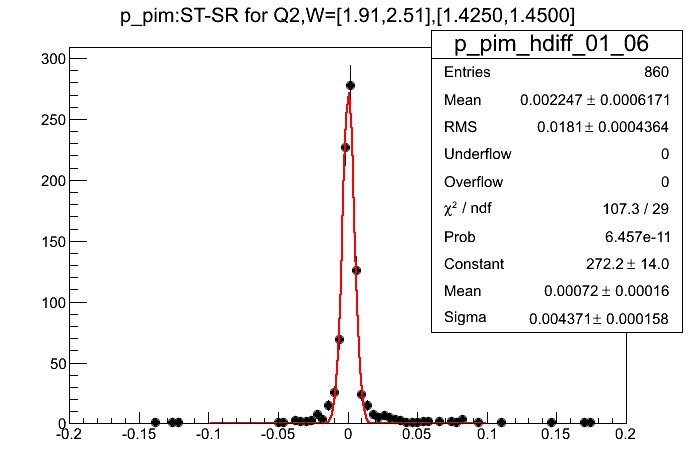 p_pim:ST-SR for Q2,W=[1.91,2.51],[1.4250,1.4500]
p_pim_hdiff_01_06
Entries 860
Mean 0.002247 ± 0.0006171
RMS 0.0181 ± 0.0004364
Underflow 0
Overflow 0
χ² / ndf 107.3 / 29
Prob 6.457e-11
Constant 272.2 ± 14.0
Mean 0.00072 ± 0.00016
Sigma 0.004371 ± 0.000158
300
250
200
150
100
50
0
-0.2 -0.15 -0.1 -0.05 0 0.05 0.1 0.15 0.2